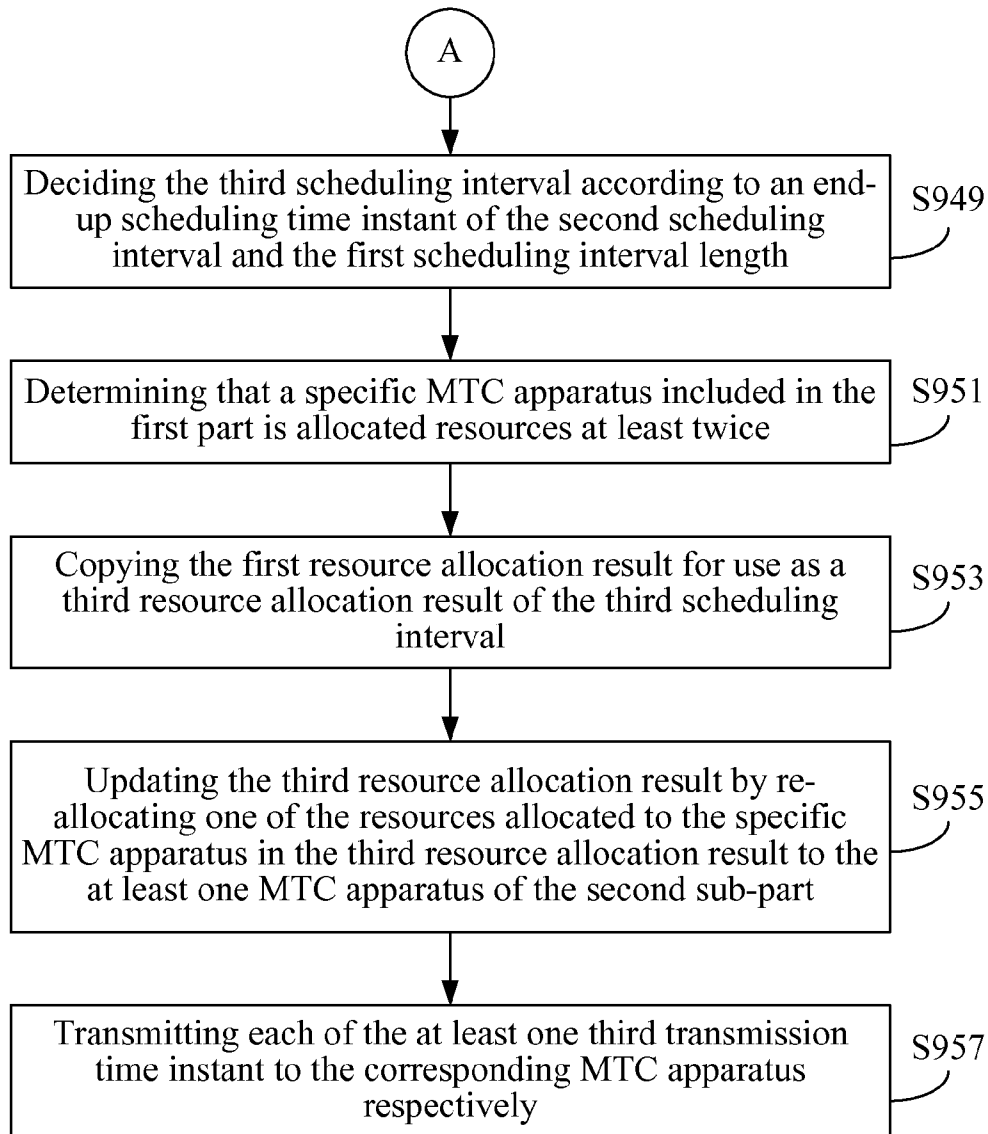 A
Deciding the third scheduling interval according to an end-
up scheduling time instant of the second scheduling
interval and the first scheduling interval length
S949
Determining that a specific MTC apparatus included in the
first part is allocated resources at least twice
S951
Copying the first resource allocation result for use as a
third resource allocation result of the third scheduling
interval
S953
Updating the third resource allocation result by re-
allocating one of the resources allocated to the specific
MTC apparatus in the third resource allocation result to the
at least one MTC apparatus of the second sub-part
S955
Transmitting each of the at least one third transmission
time instant to the corresponding MTC apparatus
respectively
S957